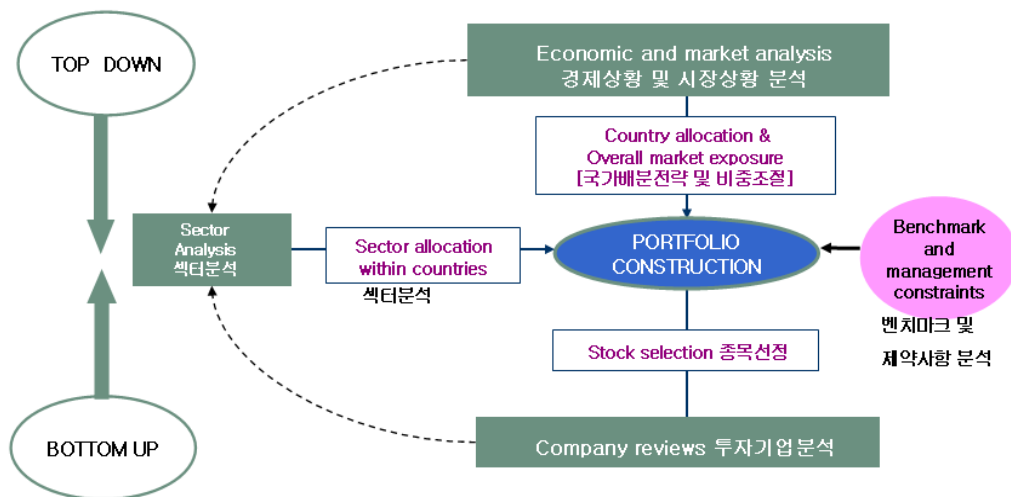 TOP DOWN
Economic and market analysis
경제상황 및 시장상황 분석
Country allocation &
Overall market exposure
[국가배분전략 및 비중조절]
Sector
Analysis
섹터분석
Sector allocation
within countries
섹터분석
PORTFOLIO
CONSTRUCTION
Benchmark
and
management
constraints
벤치마크 및
제약사항 분석
Stock selection 종목선정
BOTTOM UP
Company reviews 투자기업분석